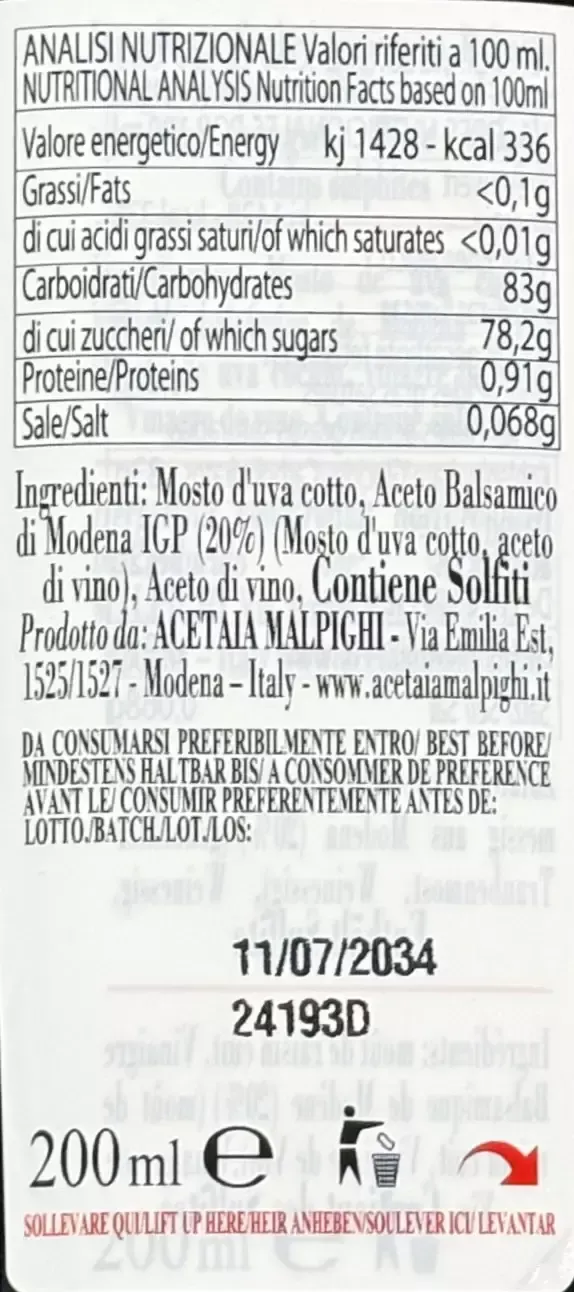 ANALISI NUTRIZIONALE Valori riferiti a 100 ml.
NUTRITIONAL ANALYSIS Nutrition Facts based on 100ml
Valore energetico/Energy kj 1428 - kcal 336
Grassi/Fats <0,1g
di cui acidi grassi saturi/of which saturates <0,01g
Carboidrati/Carbohydrates 83g
di cui zuccheri/ of which sugars 78,2g
Proteine/Proteins 0,91g
Sale/Salt 0,068g
Ingredienti: Mosto d'uva cotto, Aceto Balsamico
di Modena IGP (20%) (Mosto d'uva cotto, aceto
di vino), Aceto di vino, Contiene Solfiti
Prodotto da: ACETAIA MALPIGHI - Via Emilia Est,
1525/1527 - Modena – Italy - www.acetaiamalpighi.it
DA CONSUMARSI PREFERIBILMENTE ENTRO/ BEST BEFORE/
MINDESTENS HALTBAR BIS/ A CONSOMMER DE PREFERENCE
AVANT LE/ CONSUMIR PREFERENTEMENTE ANTES DE:
LOTTO./BATCH./LOT./LOS:
11/07/2034
24193D
200 ml e
SOLLEVARE QUI/LIFT UP HERE/HEIR ANHEBEN/SOULEVER ICI/ LEVANTAR